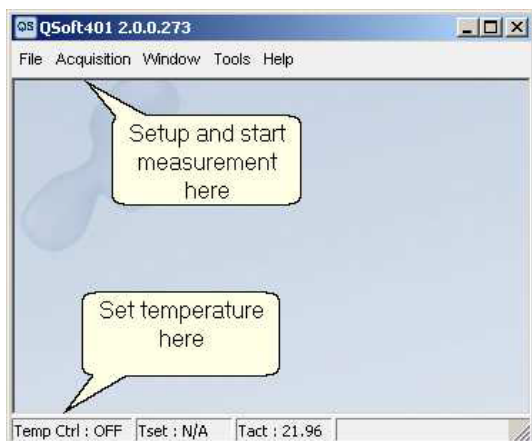 QS QSoft401 2.0.0.273
File Acquisition Window Tools Help
Setup and start
measurement
here
Set temperature
here
Temp Ctrl : OFF Tset : N/A Tact : 21.96